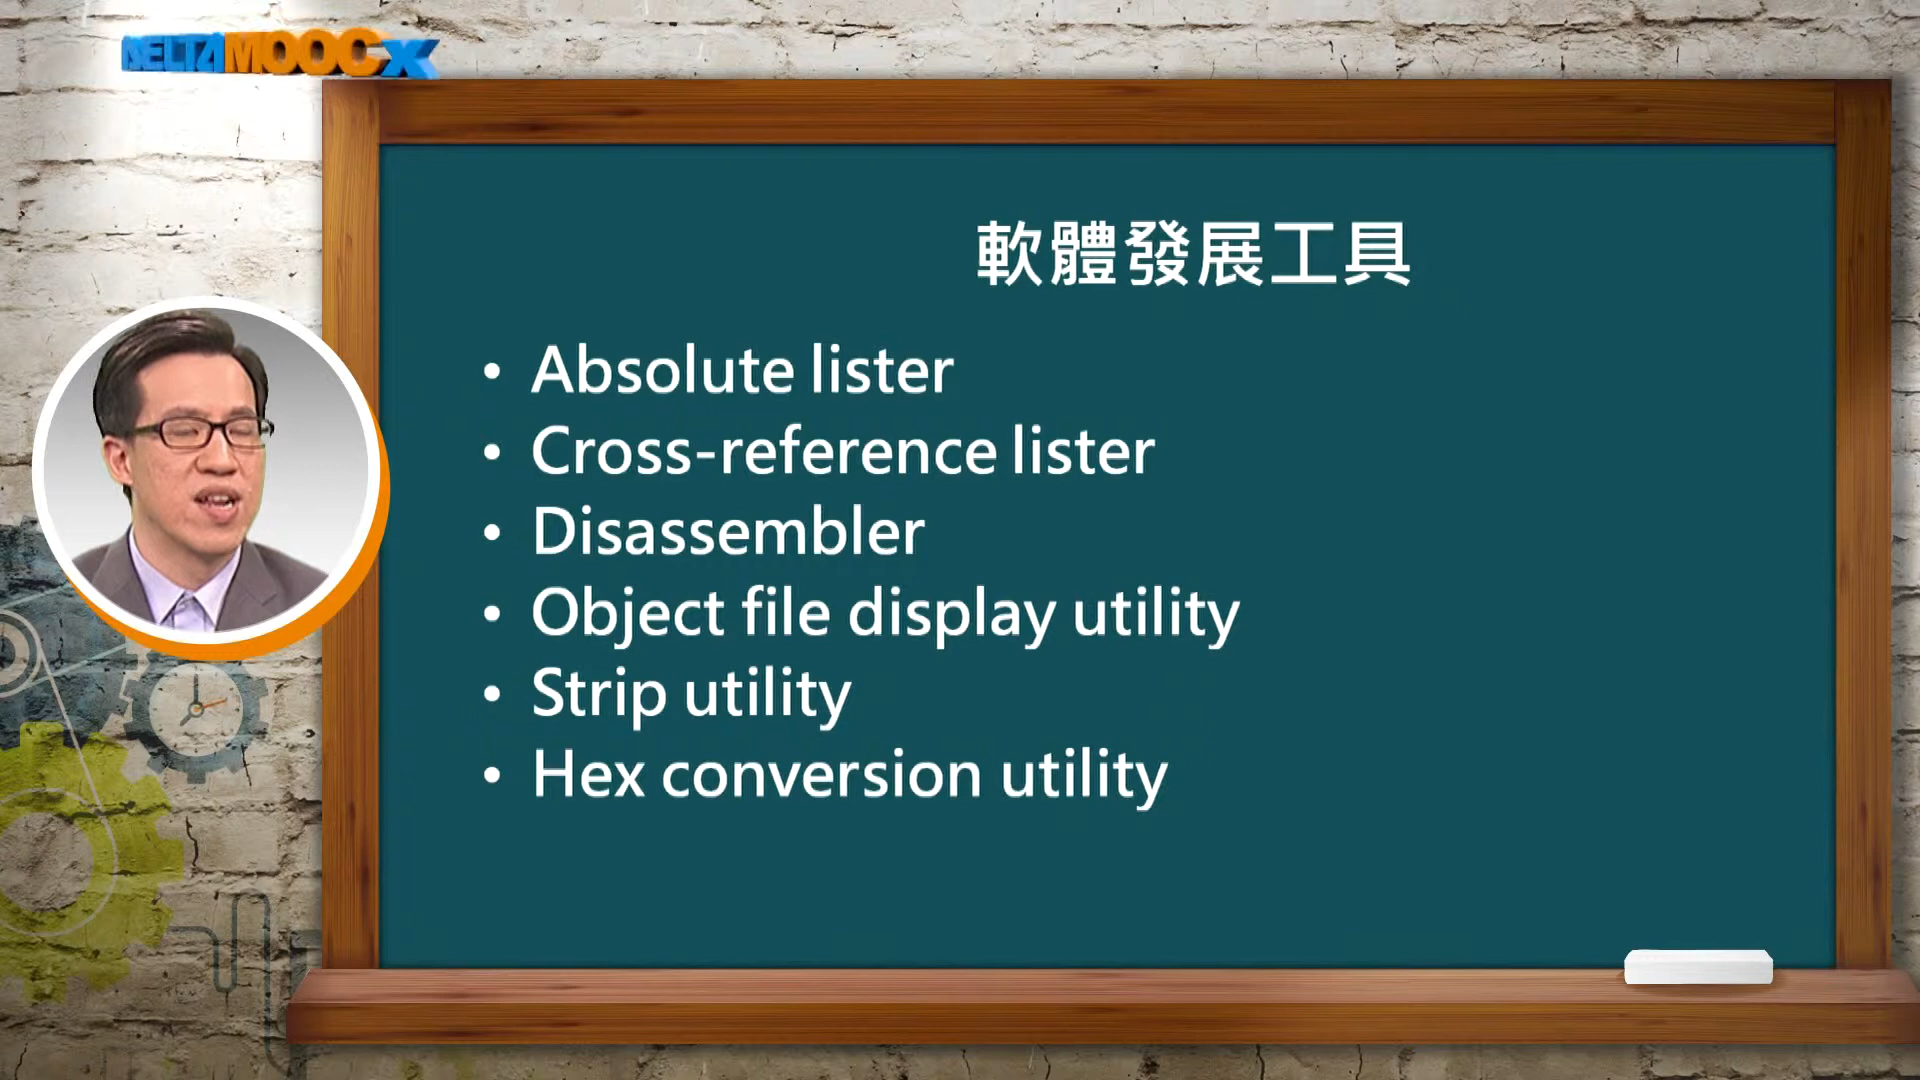 DELTAMOOCx
軟體發展工具
• Absolute lister
• Cross-reference lister
• Disassembler
• Object file display utility
• Strip utility
• Hex conversion utility